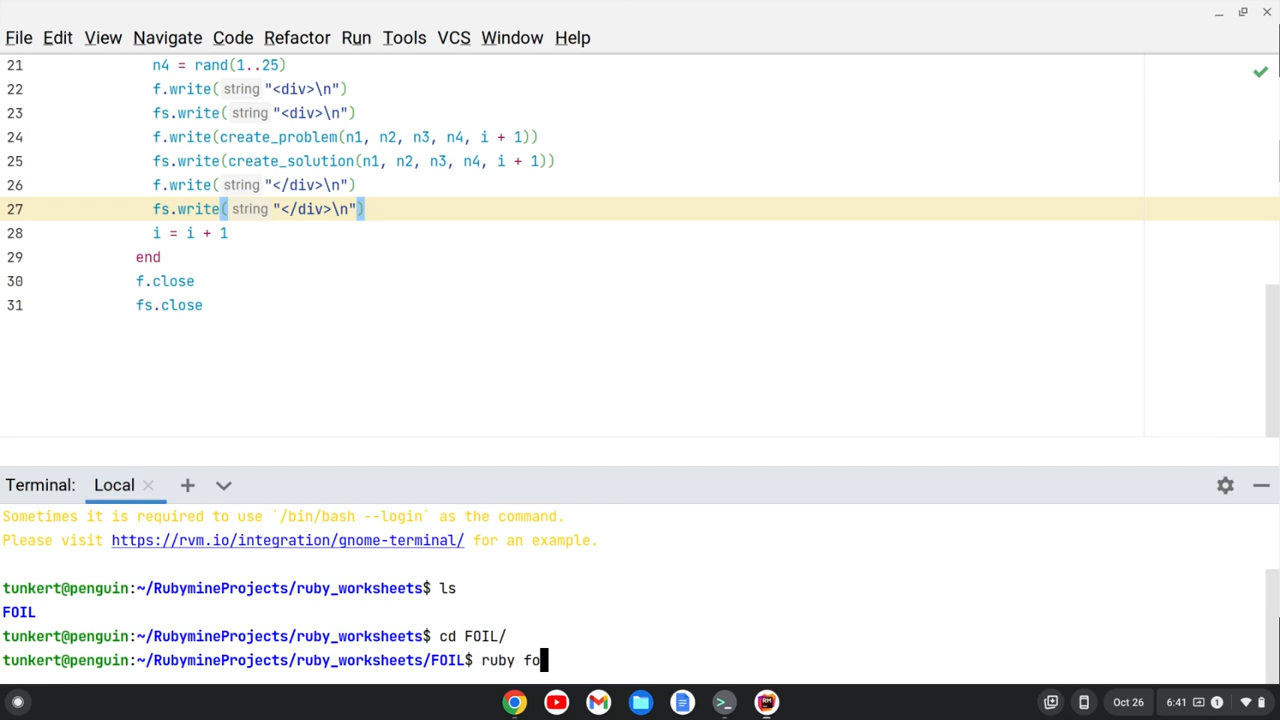 File Edit View Navigate Code Refactor Run Tools VCS Window Help
21 n4 = rand(1..25)
22 f.write( string "<div>\n")
23 fs.write( string "<div>\n")
24 f.write(create_problem(n1, n2, n3, n4, i + 1))
25 fs.write(create_solution(n1, n2, n3, n4, i + 1))
26 f.write( string "</div>\n")
27 fs.write( string "</div>\n")
28 i = i + 1
29 end
30 f.close
31 fs.close
Terminal: Local
Sometimes it is required to use `/bin/bash --login` as the command.
Please visit https://rvm.io/integration/gnome-terminal/ for an example.
tunkert@penguin:~/RubymineProjects/ruby_worksheets$ ls
FOIL
tunkert@penguin:~/RubymineProjects/ruby_worksheets$ cd FOIL/
tunkert@penguin:~/RubymineProjects/ruby_worksheets/FOIL$ ruby fo
Oct 26 6:41 1